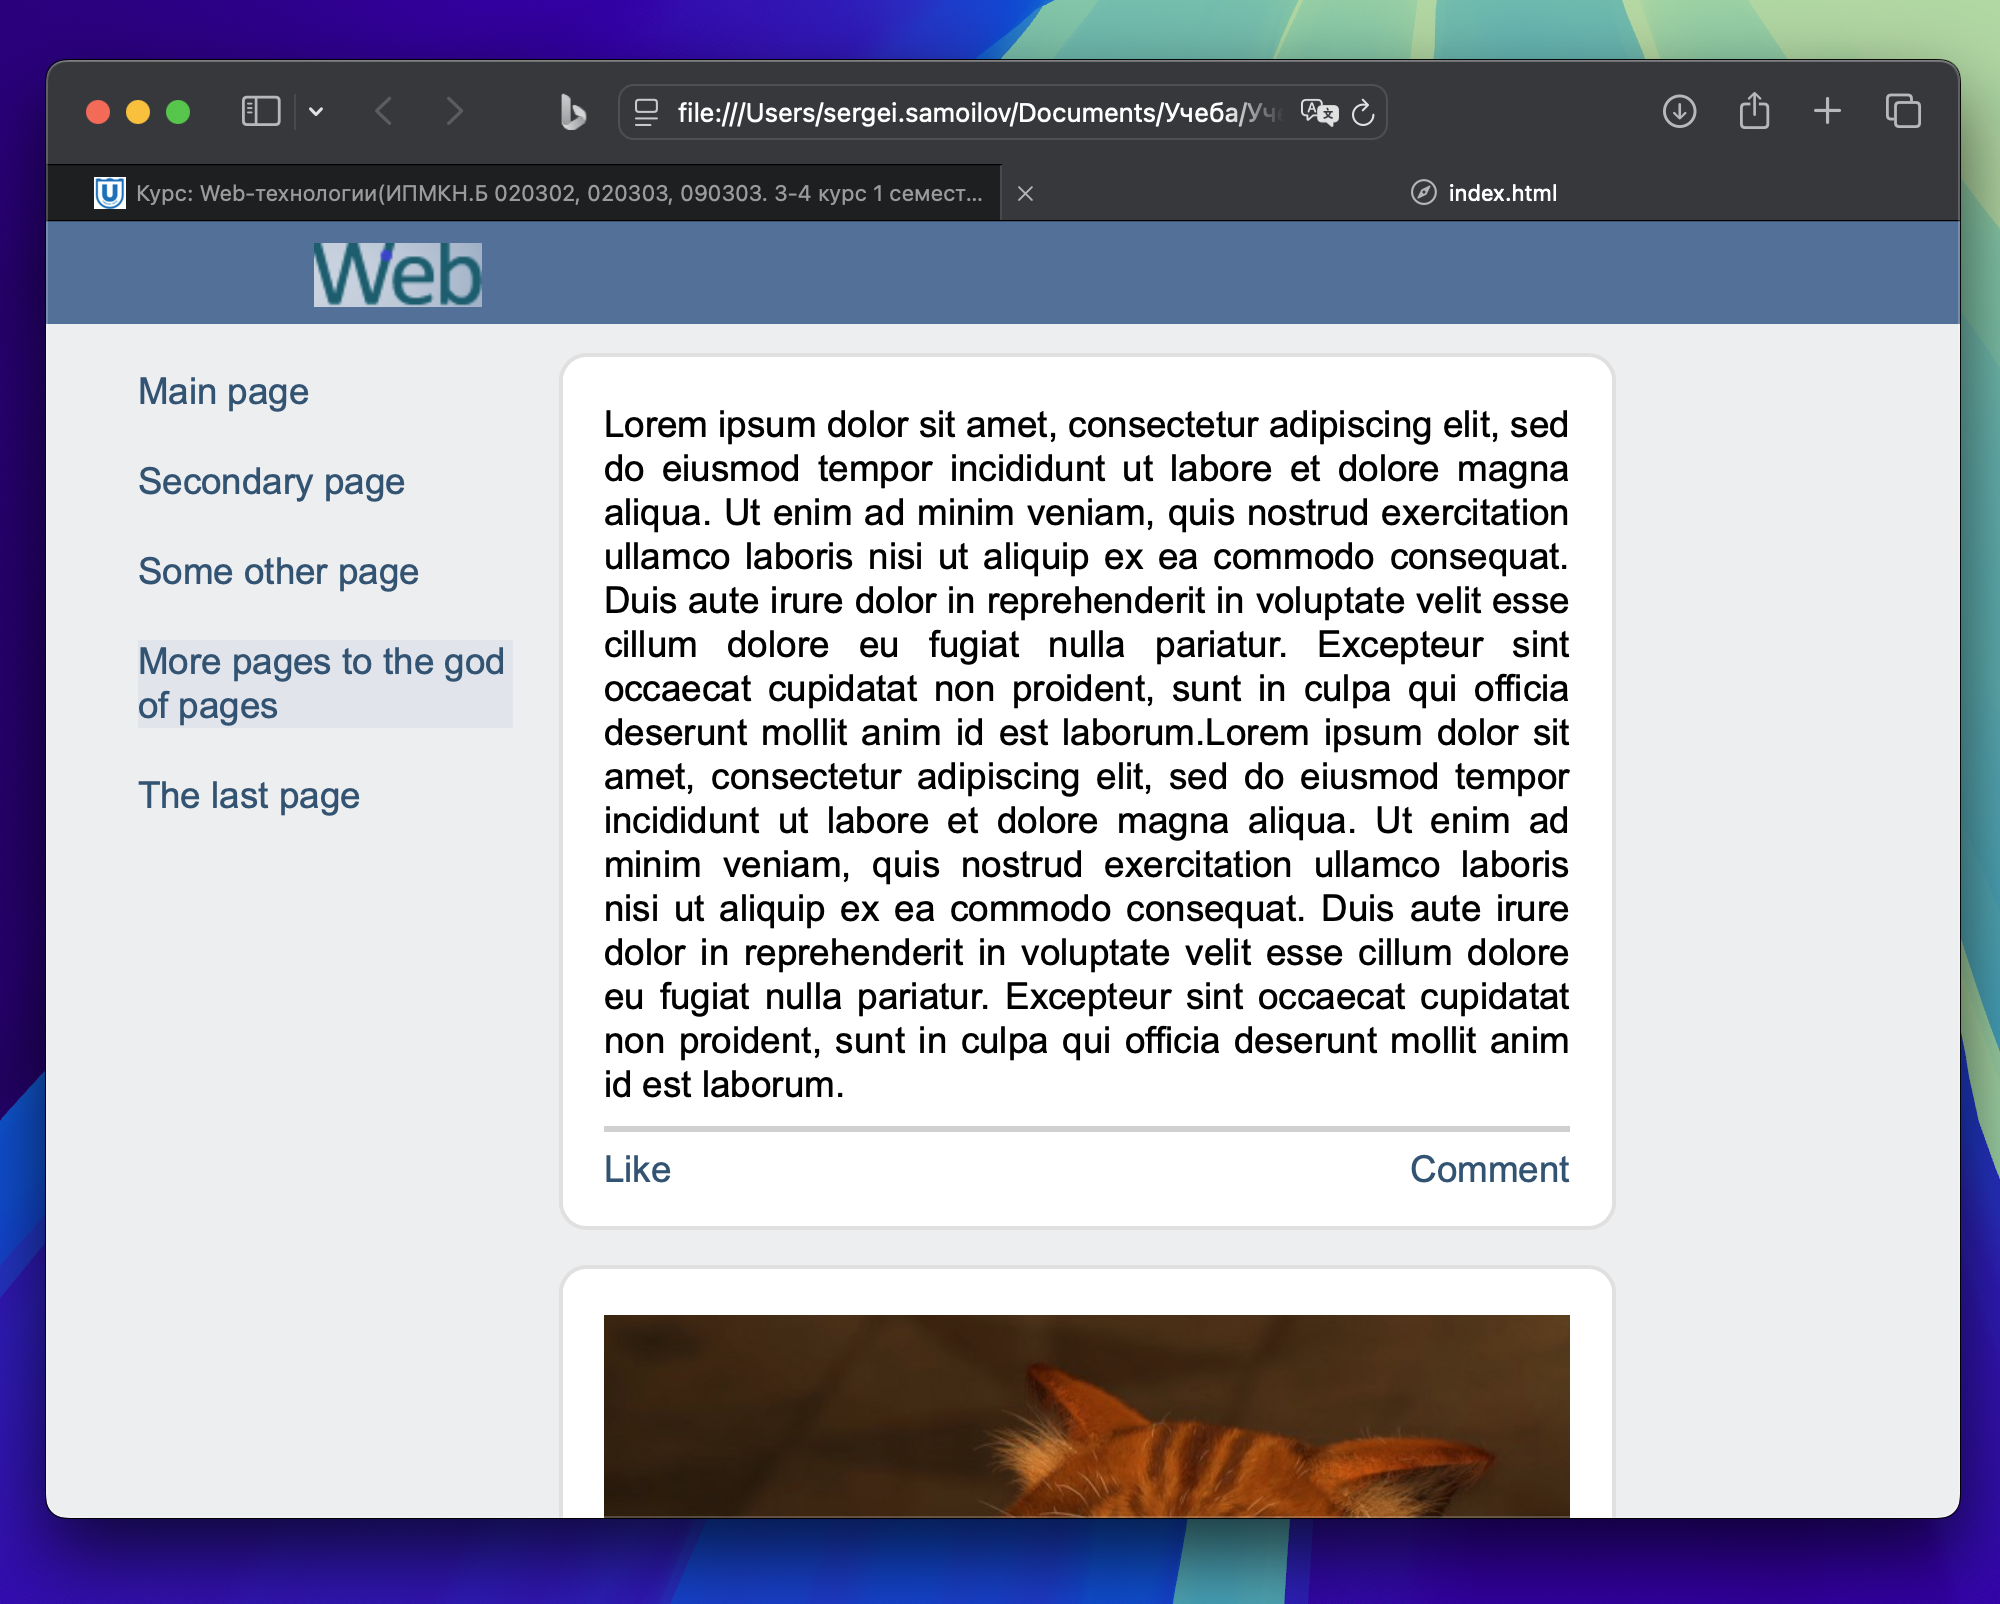 file:///Users/sergei.samoilov/Documents/Учеба/Уче
Курс: Web-технологии(ИПМКН.Б 020302, 020303, 090303. 3-4 курс 1 семест...
index.html
Web
Main page
Secondary page
Some other page
More pages to the god
of pages
The last page
Lorem ipsum dolor sit amet, consectetur adipiscing elit, sed
do eiusmod tempor incididunt ut labore et dolore magna
aliqua. Ut enim ad minim veniam, quis nostrud exercitation
ullamco laboris nisi ut aliquip ex ea commodo consequat.
Duis aute irure dolor in reprehenderit in voluptate velit esse
cillum dolore eu fugiat nulla pariatur. Excepteur sint
occaecat cupidatat non proident, sunt in culpa qui officia
deserunt mollit anim id est laborum.Lorem ipsum dolor sit
amet, consectetur adipiscing elit, sed do eiusmod tempor
incididunt ut labore et dolore magna aliqua. Ut enim ad
minim veniam, quis nostrud exercitation ullamco laboris
nisi ut aliquip ex ea commodo consequat. Duis aute irure
dolor in reprehenderit in voluptate velit esse cillum dolore
eu fugiat nulla pariatur. Excepteur sint occaecat cupidatat
non proident, sunt in culpa qui officia deserunt mollit anim
id est laborum.
Like
Comment